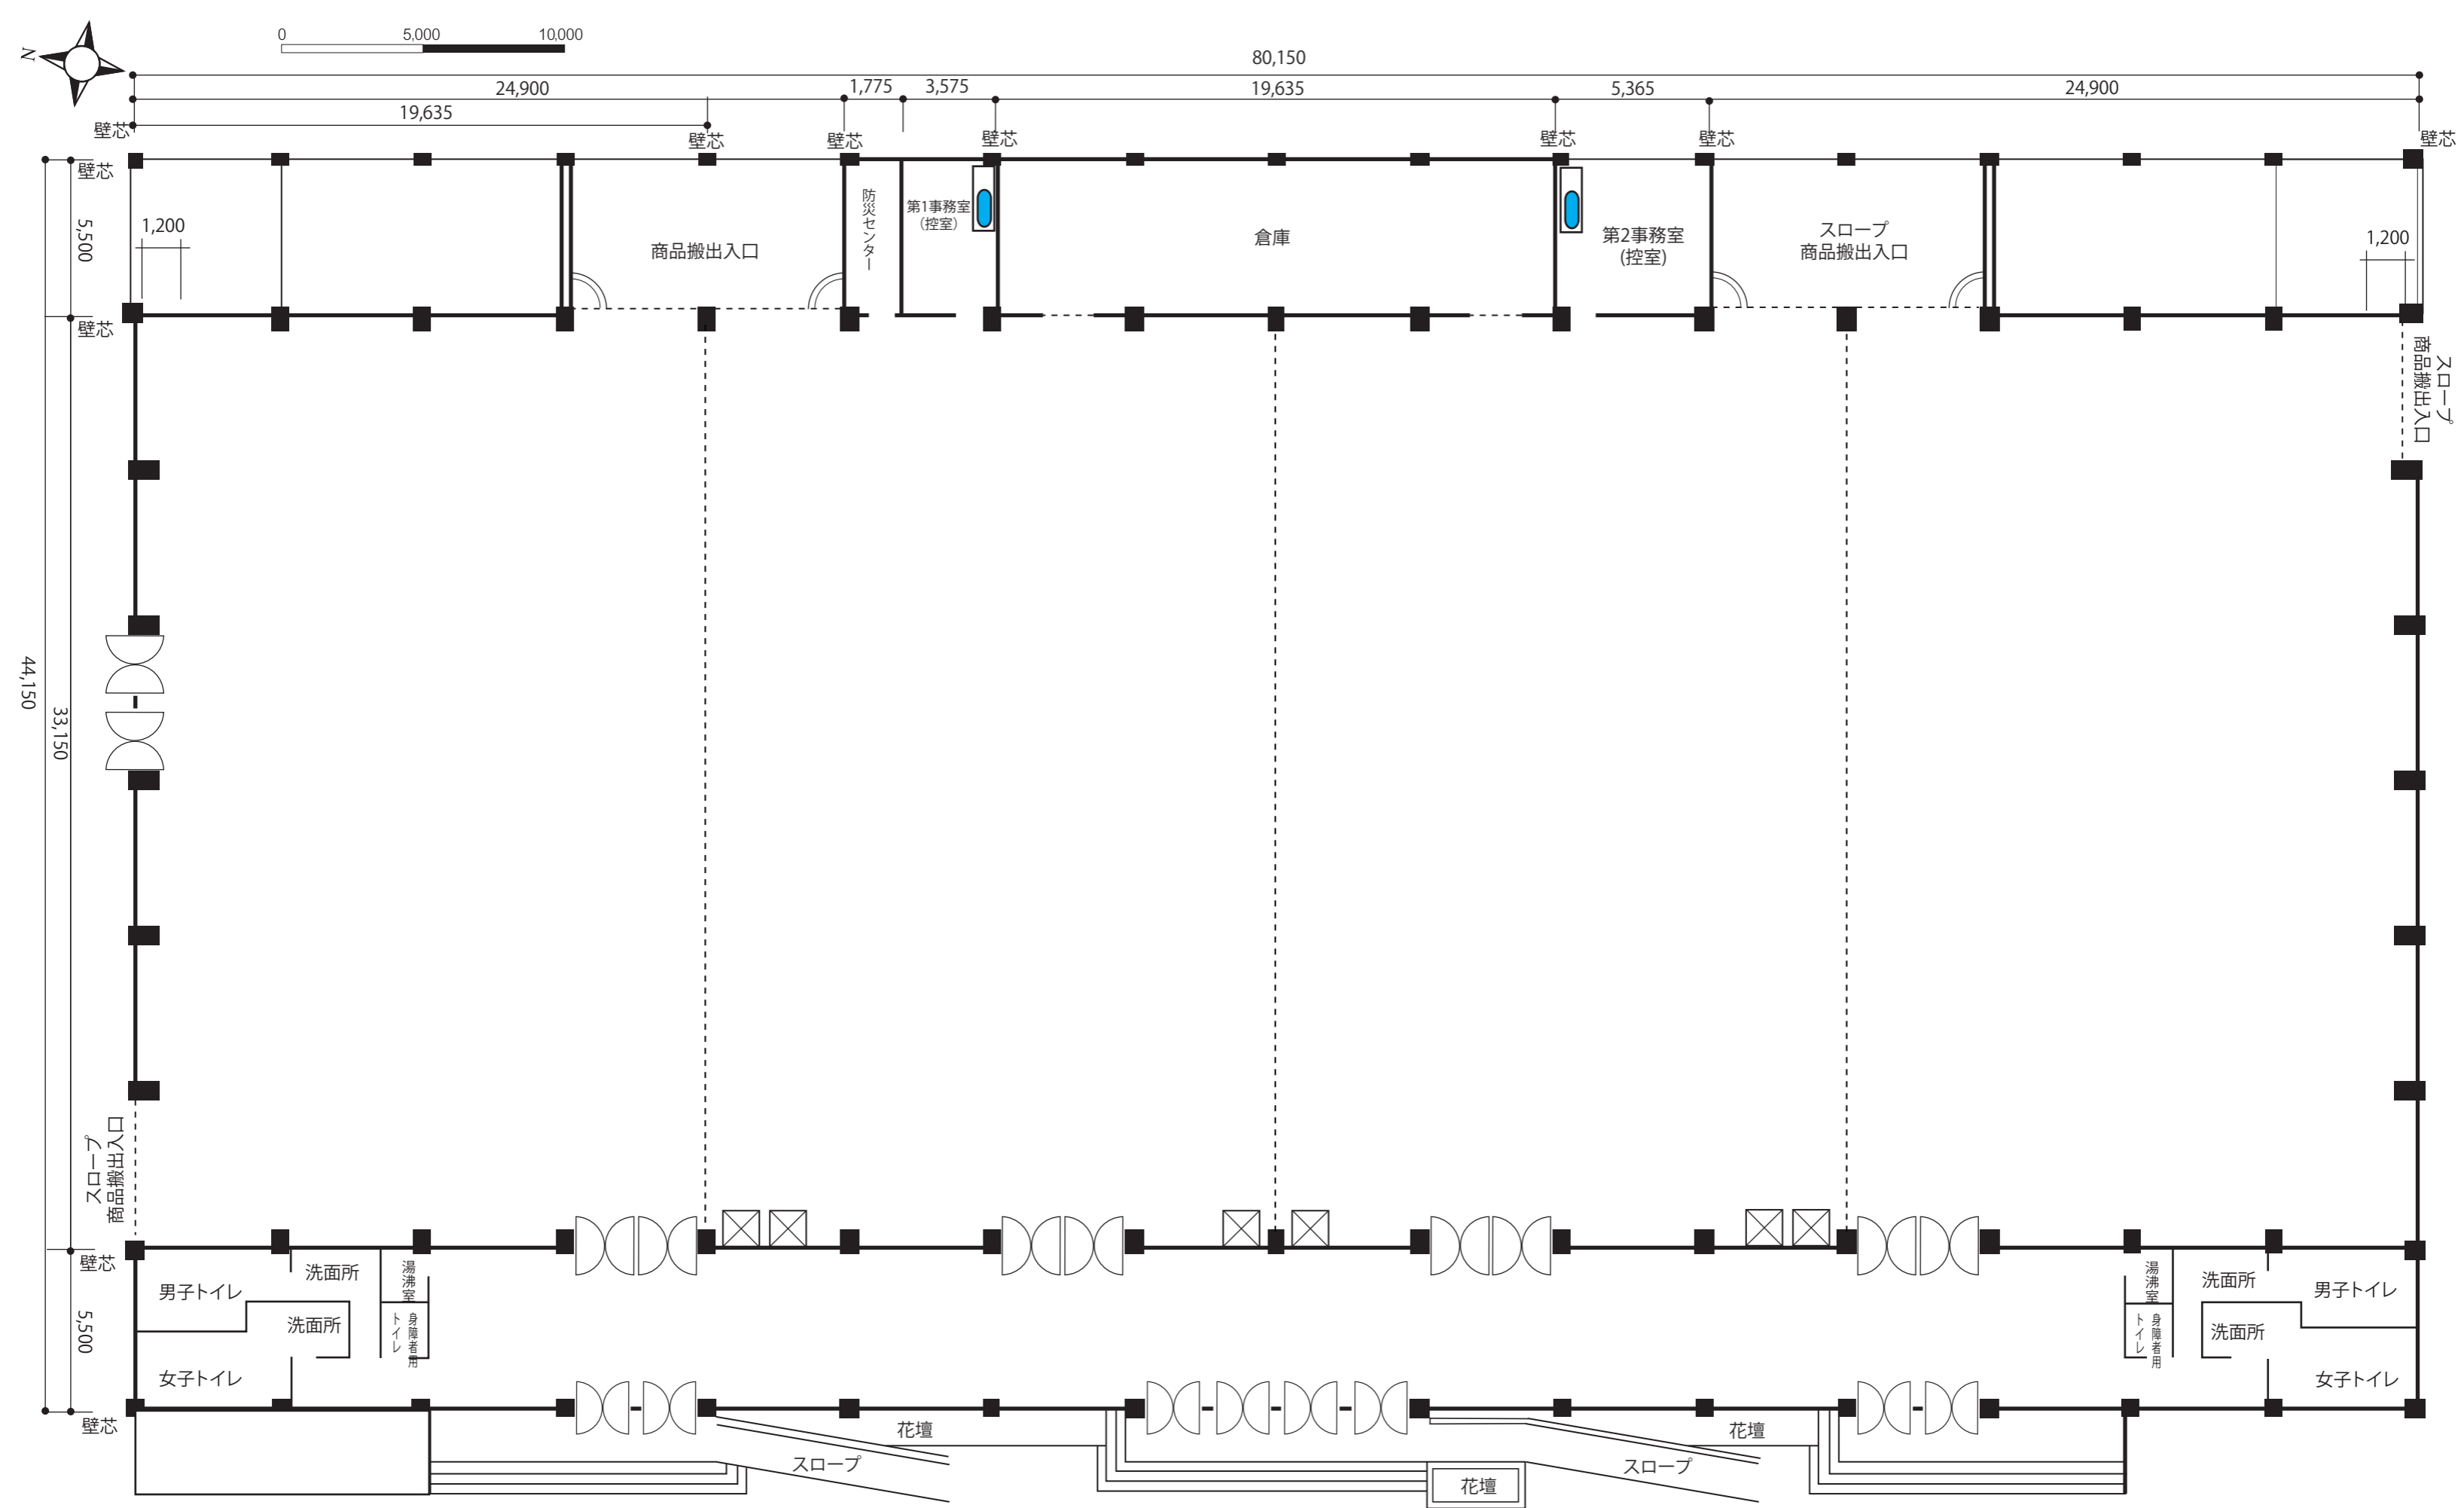 N
0 5,000 10,000
80,150
24,900 1,775 3,575 19,635 5,365 24,900
19,635
壁芯 壁芯 壁芯 壁芯 壁芯 壁芯 壁芯
壁芯
5,500
1,200
商品搬出入口
防災センター
第1事務室
（控室）
倉庫
第2事務室
(控室)
スロープ
商品搬出入口
1,200
壁芯
スロープ
商品搬出入口
44,150
33,150
スロープ
商品搬出入口
壁芯
5,500
男子トイレ
洗面所
洗面所
女子トイレ
湯沸室
身障者用
トイレ
湯沸室
身障者用
トイレ
洗面所
洗面所
男子トイレ
女子トイレ
壁芯
花壇
スロープ
花壇
スロープ
花壇